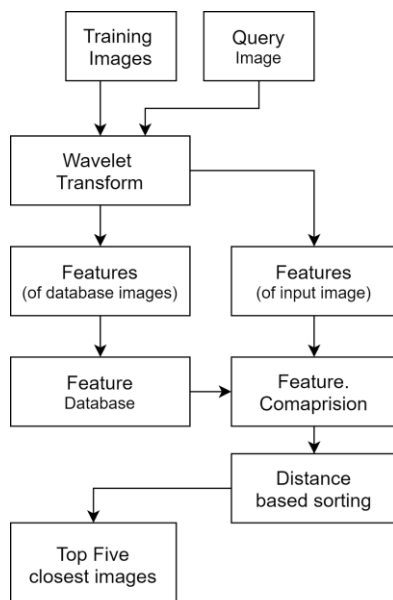 Training
Images
Query
Image
Wavelet
Transform
Features
(of database images)
Features
(of input image)
Feature
Database
Feature.
Comaprision
Distance
based sorting
Top Five
closest images